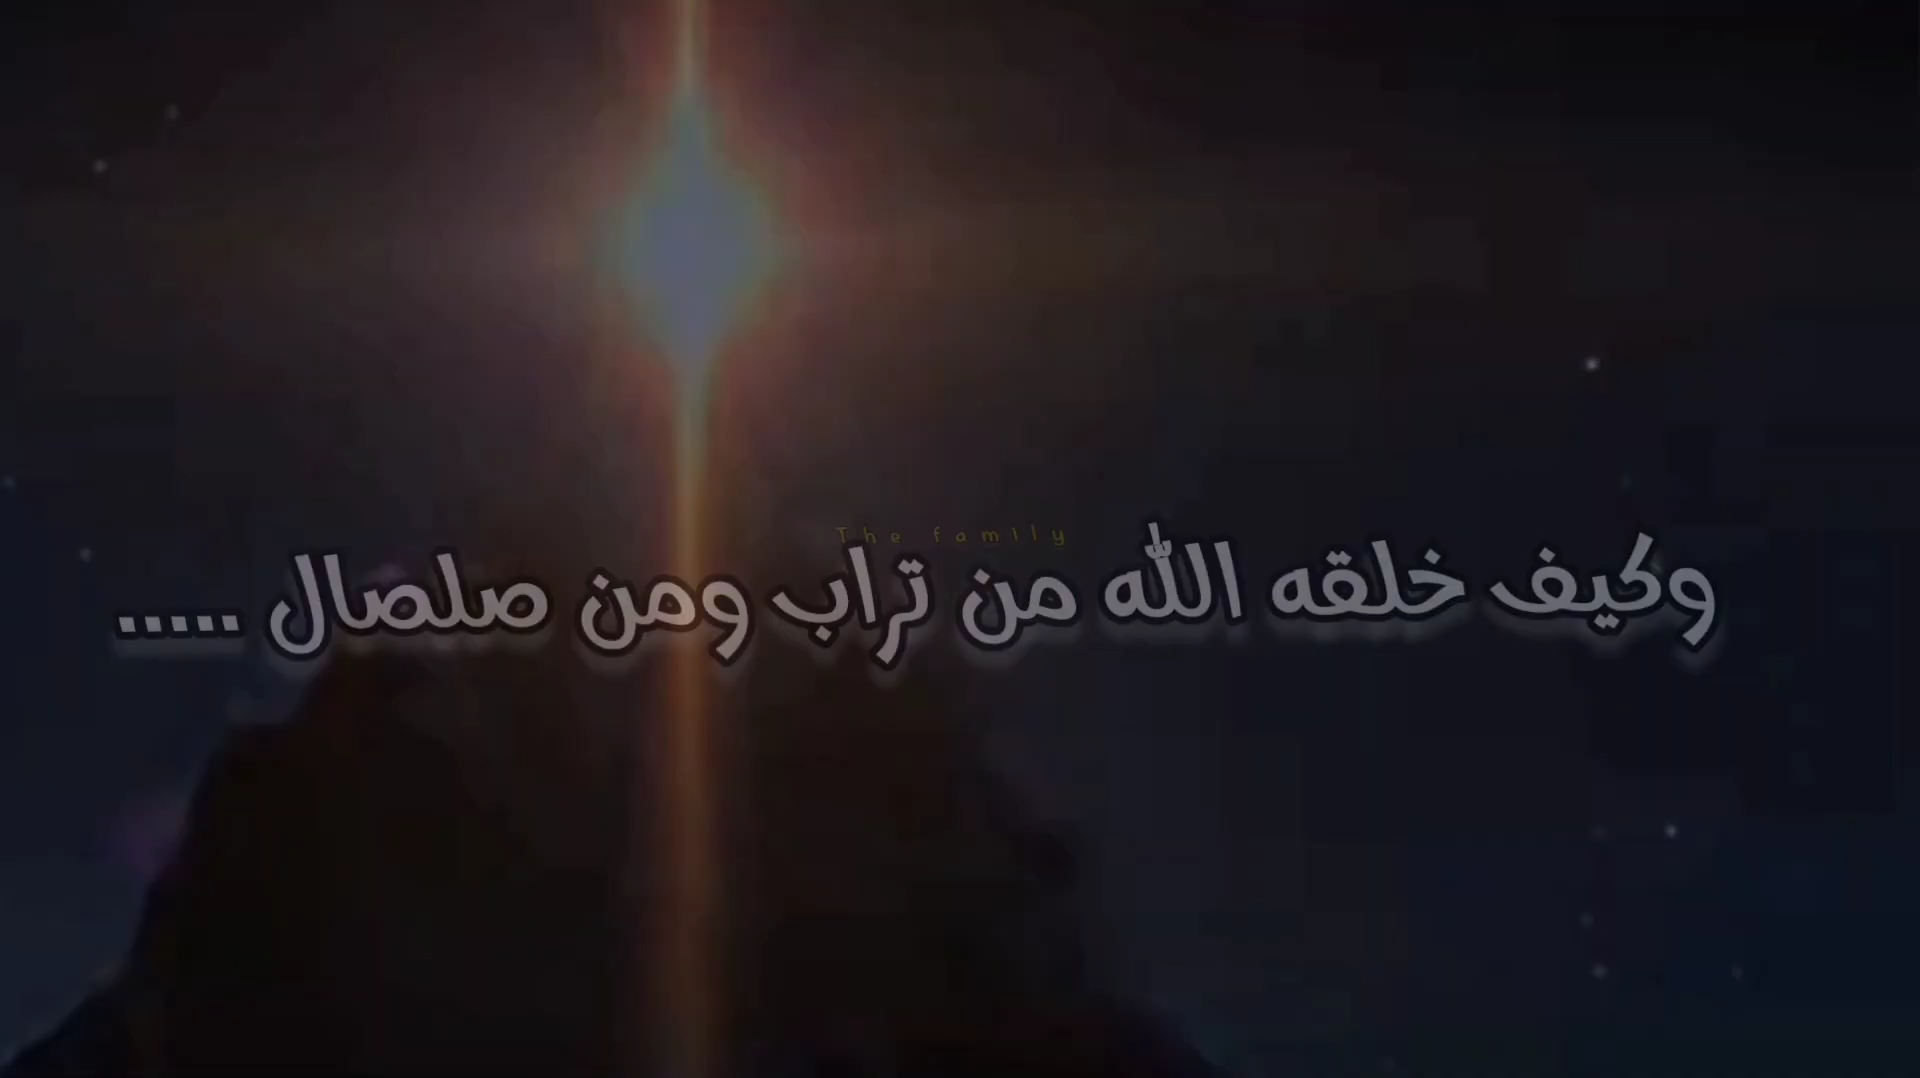 The family
وكيف خلقه الله من تراب ومن صلصال .....